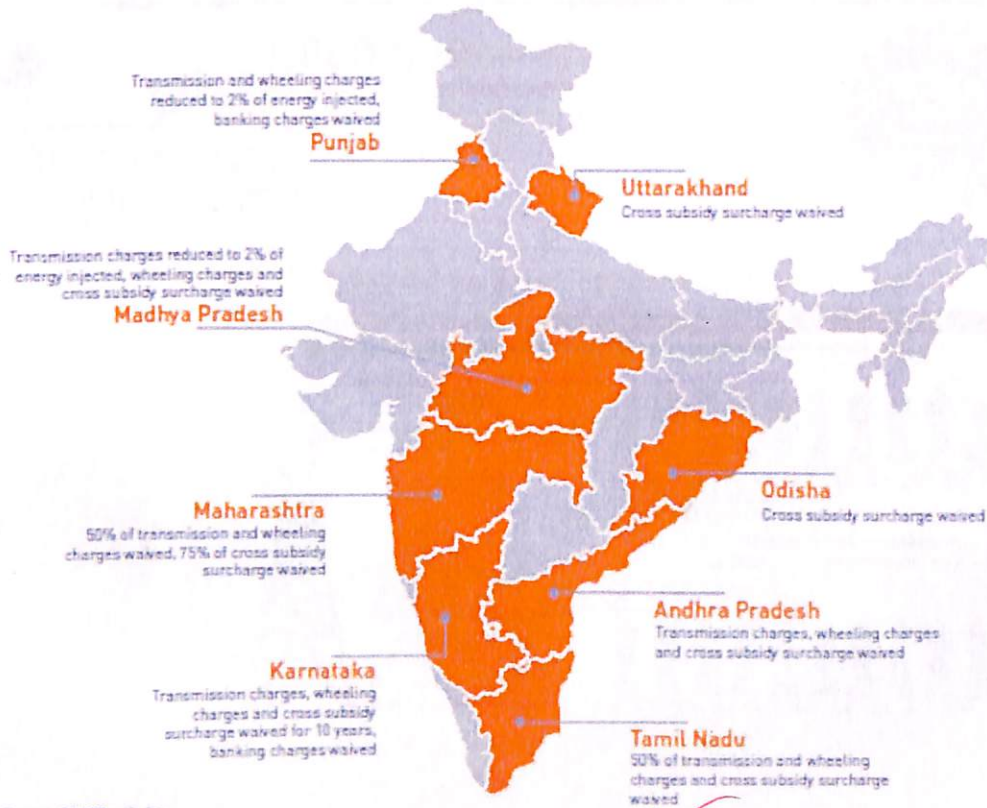 Transmission and wheeling charges
reduced to 2% of energy injected,
banking charges waived
Punjab
Uttarakhand
Cross subsidy surcharge waived
Transmission charges reduced to 2% of
energy injected, wheeling charges and
cross subsidy surcharge waived
Madhya Pradesh
Maharashtra
50% of transmission and wheeling
charges waived, 75% of cross subsidy
surcharge waived
Odisha
Cross subsidy surcharge waived
Andhra Pradesh
Transmission charges, wheeling charges
and cross subsidy surcharge waived
Karnataka
Transmission charges, wheeling
charges and cross subsidy
surcharge waived for 10 years,
banking charges waived
Tamil Nadu
50% of transmission and wheeling
charges and cross subsidy surcharge
waived